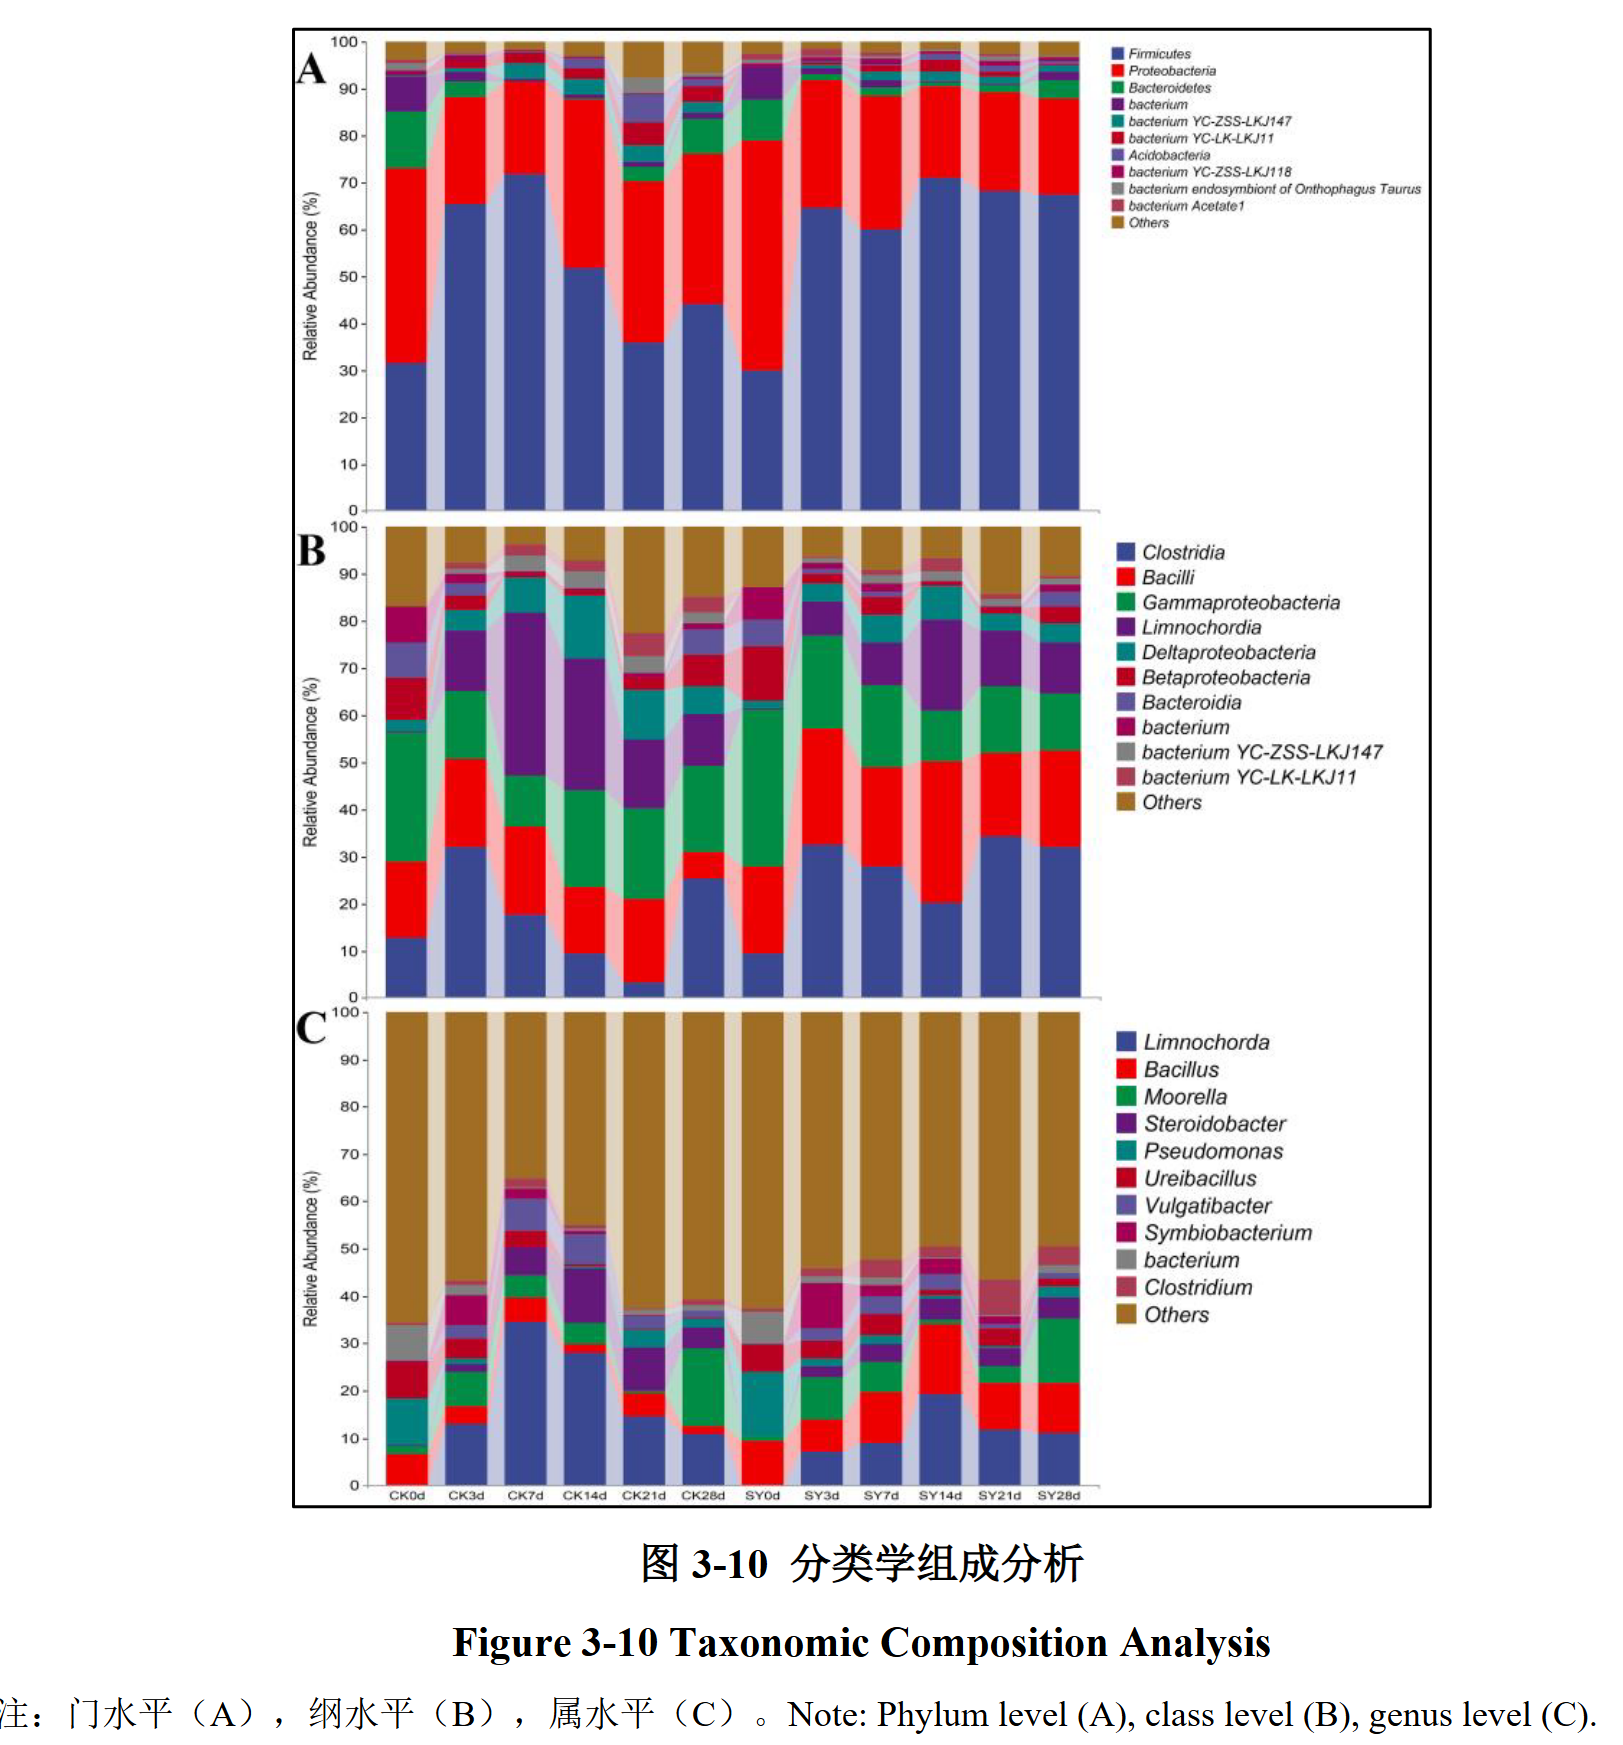 A
100
90
80
70
60
50
40
30
20
10
0
Relative Abundance (%)
Firmicutes
Proteobacteria
Bacteroidetes
bacterium
bacterium YC-ZSS-LKJ147
bacterium YC-LK-LKJ11
Acidobacteria
bacterium YC-ZSS-LKJ118
bacterium endosymbiont of Onthophagus Taurus
bacterium Acetate1
Others
B
100
90
80
70
60
50
40
30
20
10
0
Relative Abundance (%)
Clostridia
Bacilli
Gammaproteobacteria
Limnochordia
Deltaproteobacteria
Betaproteobacteria
Bacteroidia
bacterium
bacterium YC-ZSS-LKJ147
bacterium YC-LK-LKJ11
Others
C
100
90
80
70
60
50
40
30
20
10
0
Relative Abundance (%)
Limnochorda
Bacillus
Moorella
Steroidobacter
Pseudomonas
Ureibacillus
Vulgatibacter
Symbiobacterium
bacterium
Clostridium
Others
CK0d CK3d CK7d CK14d CK21d CK28d SY0d SY3d SY7d SY14d SY21d SY28d
图 3-10 分类学组成分析
Figure 3-10 Taxonomic Composition Analysis
注：门水平（A），纲水平（B），属水平（C）。Note: Phylum level (A), class level (B), genus level (C).